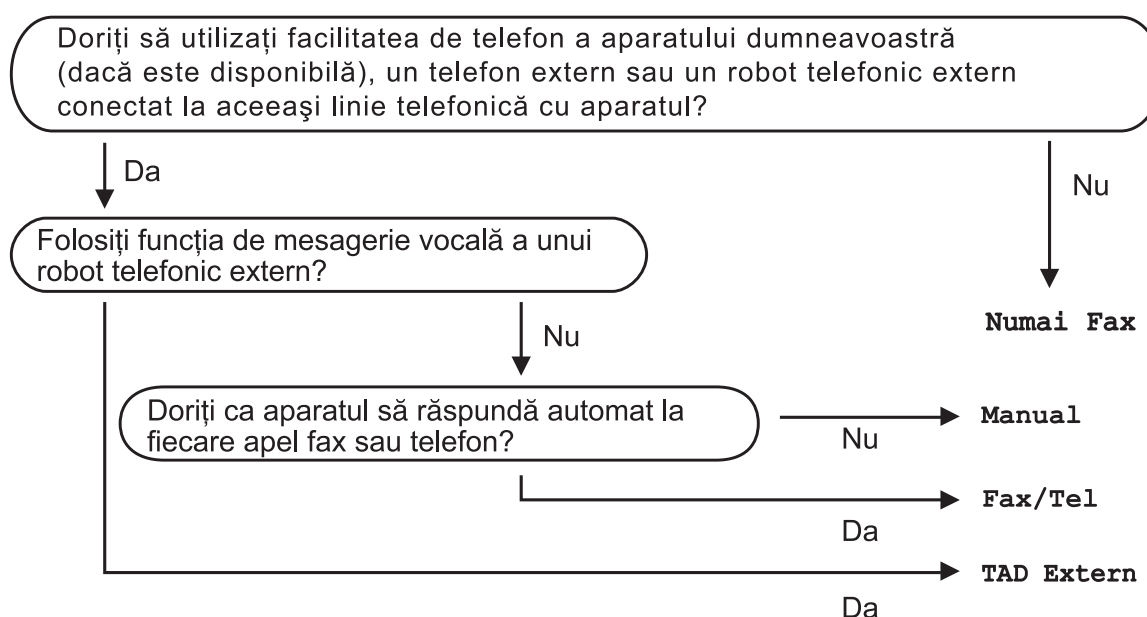 Doriți să utilizați facilitatea de telefon a aparatului dumneavoastră
(dacă este disponibilă), un telefon extern sau un robot telefonic extern
conectat la aceeaşi linie telefonică cu aparatul?
Da
Nu
Folosiți funcția de mesagerie vocală a unui
robot telefonic extern?
Numai Fax
Nu
Doriți ca aparatul să răspundă automat la
fiecare apel fax sau telefon?
Manual
Nu
Fax/Tel
Da
TAD Extern
Da